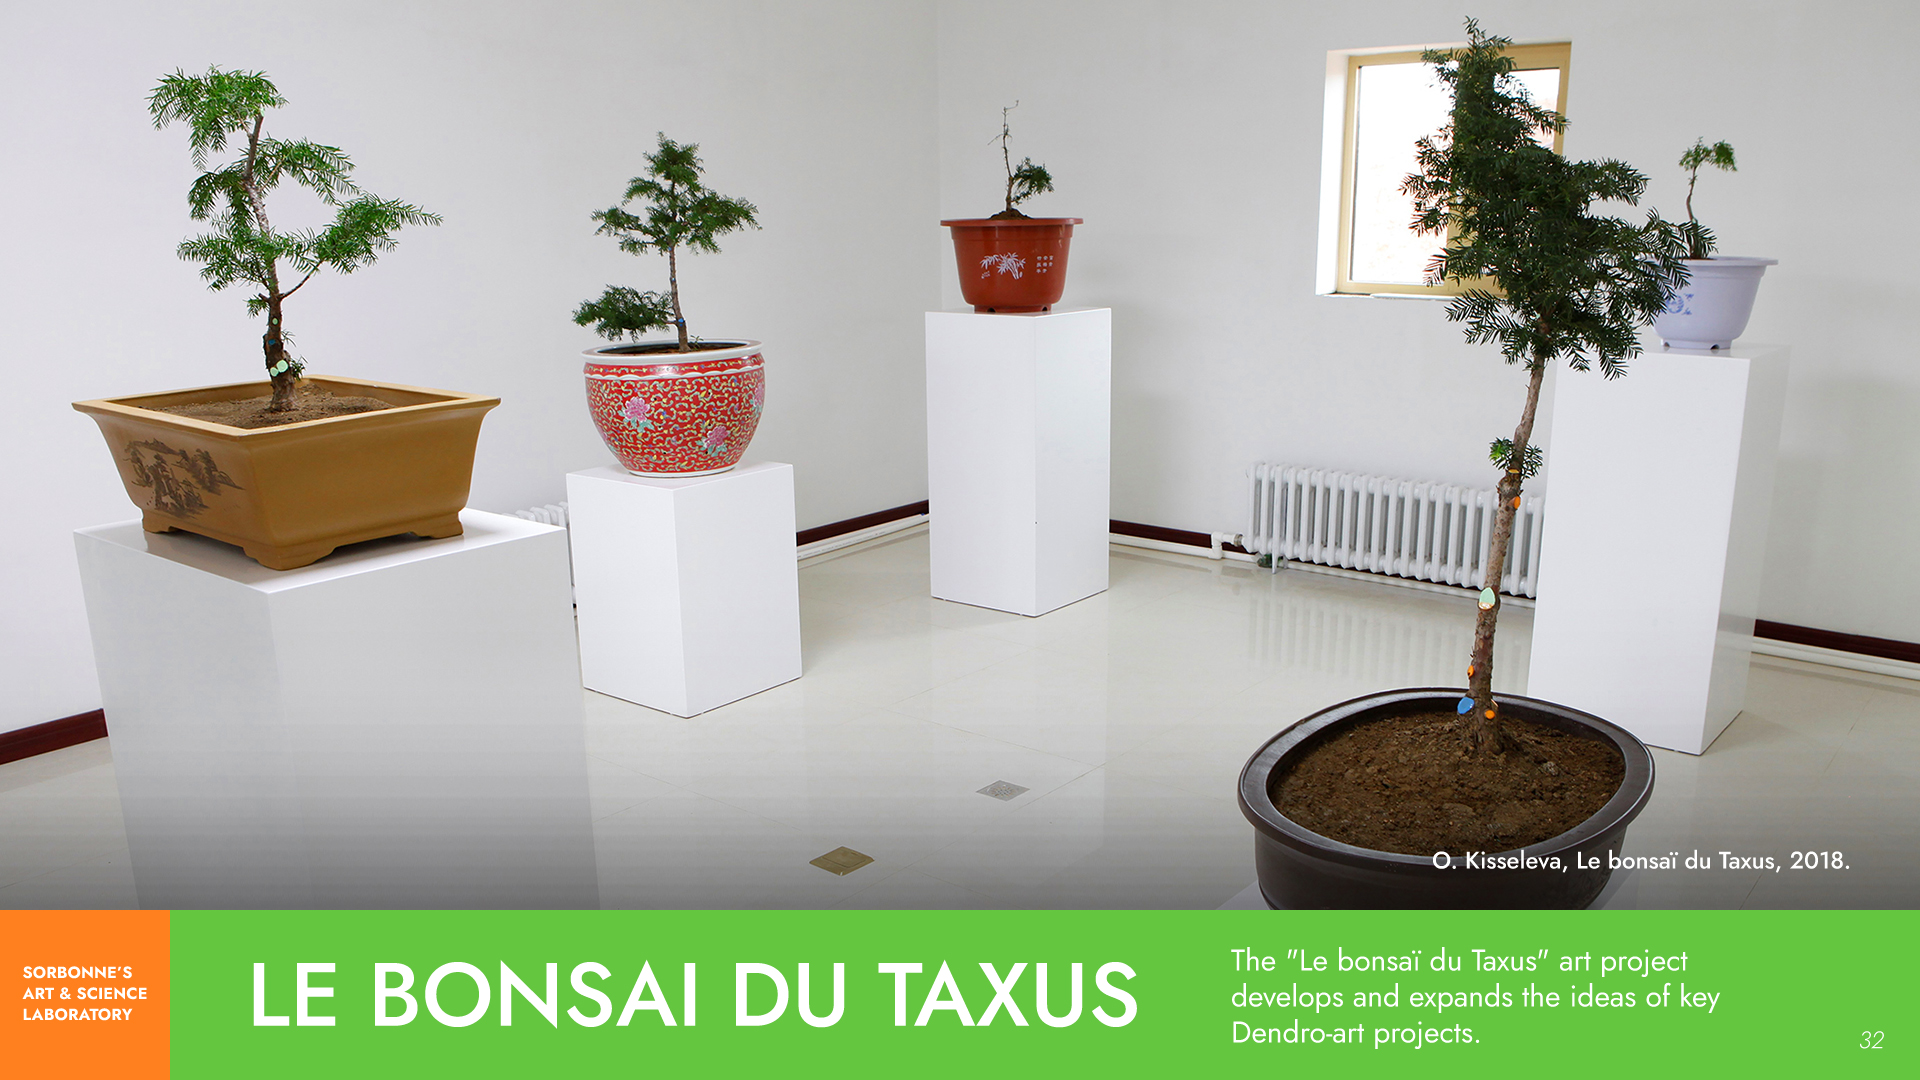 O. Kisseleva, Le bonsaï du Taxus, 2018.
SORBONNE'S
ART & SCIENCE
LABORATORY
LE BONSAI DU TAXUS
The "Le bonsaï du Taxus" art project
develops and expands the ideas of key
Dendro-art projects.
32